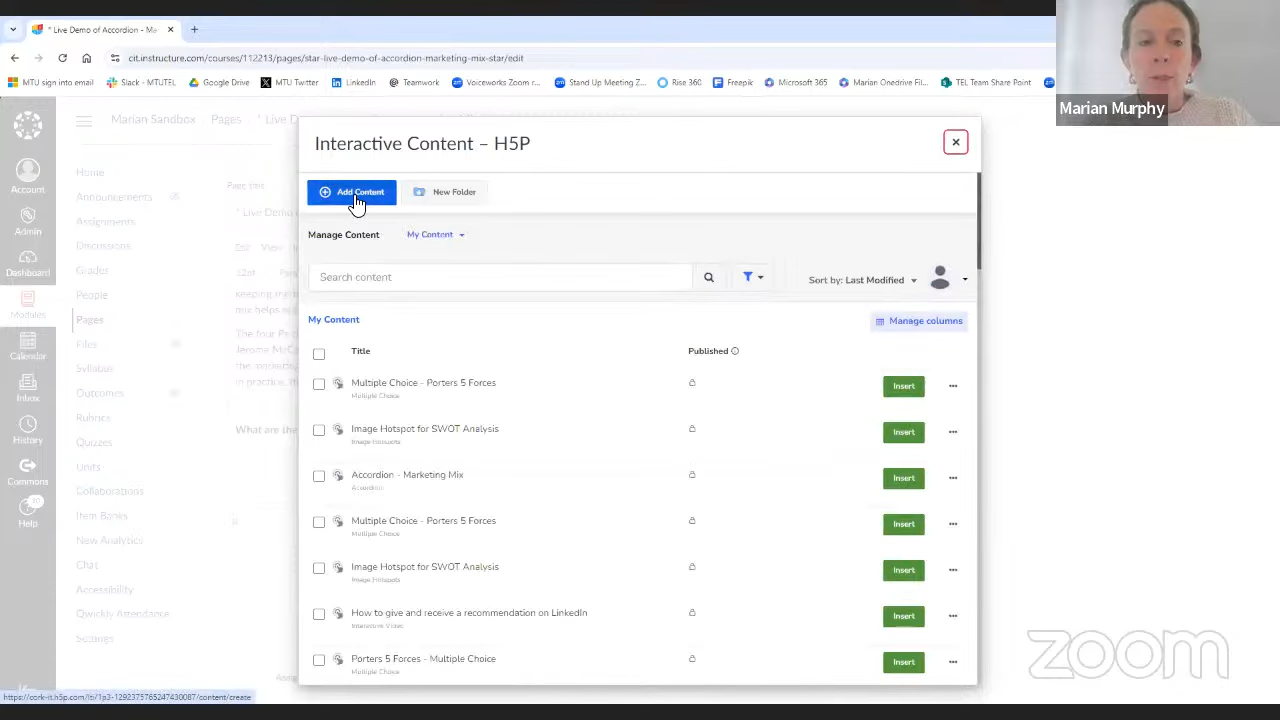 * Live Demo of Accordion - Ma
cit.instructure.com/courses/112213/pages/star-live-demo-of-accordion-marketing-mix-star/edit
MTU sign into email Slack - MTUTEL Google Drive MTU Twitter LinkedIn Teamwork Voiceworks Zoom r... Stand Up Meeting Z... Rise 360 Freepik Microsoft 365 Marian Onedrive Fil... TEL Team Share Point
Marian Murphy
Marian Sandbox Pages * Live D
Interactive Content – H5P
Account
Admin
Dashboard
Modules
Calendar
Inbox
History
Commons
10
Help
Home
Announcements
Assignments
Discussions
Grades
People
Pages
Files
Syllabus
Outcomes
Rubrics
Quizzes
Units
Collaborations
Item Banks
New Analytics
Chat
Accessibility
Qwickly Attendance
Settings
Page title
* Live Demo
Edit View
12pt Para
keeping the
mix helps
The four Ps
Jerome McCa
the
in practice.
What are the
p
Add Content New Folder
Manage Content My Content
Search content
Sort by: Last Modified
My Content
Manage columns
Title Published
Multiple Choice - Porters 5 Forces
Multiple Choice
Insert
Image Hotspot for SWOT Analysis
Image Hotspots
Insert
Accordion - Marketing Mix
Accordion
Insert
Multiple Choice - Porters 5 Forces
Multiple Choice
Insert
Image Hotspot for SWOT Analysis
Image Hotspots
Insert
How to give and receive a recommendation on LinkedIn
Interactive Video
Insert
Porters 5 Forces - Multiple Choice
Multiple Choice
Insert
https://cork-it.h5p.com/lti/1p3-1292375765247430087/content/create
zoom